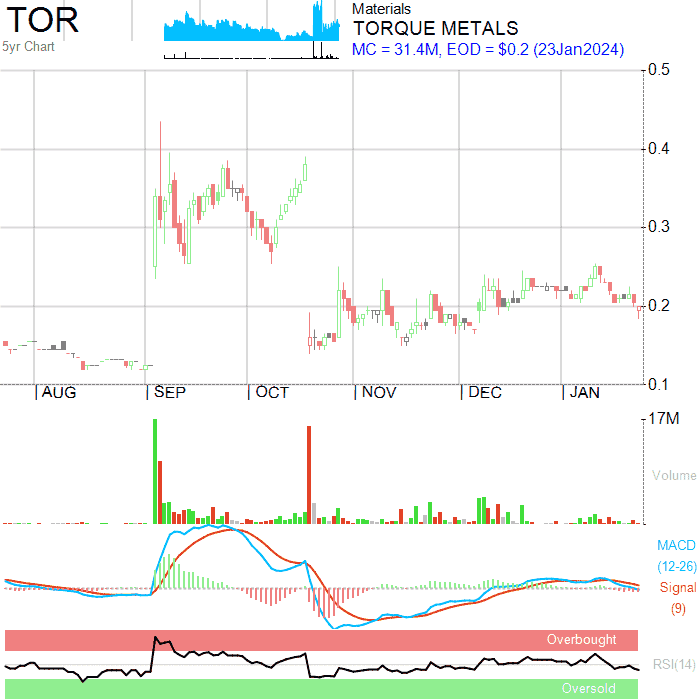 TOR
5yr Chart
Materials
TORQUE METALS
MC = 31.4M, EOD = $0.2 (23Jan2024)
0.5
0.4
0.3
0.2
0.1
AUG SEP OCT NOV DEC JAN
17M
Volume
MACD
(12-26)
Signal
(9)
Overbought
RSI(14)
Oversold